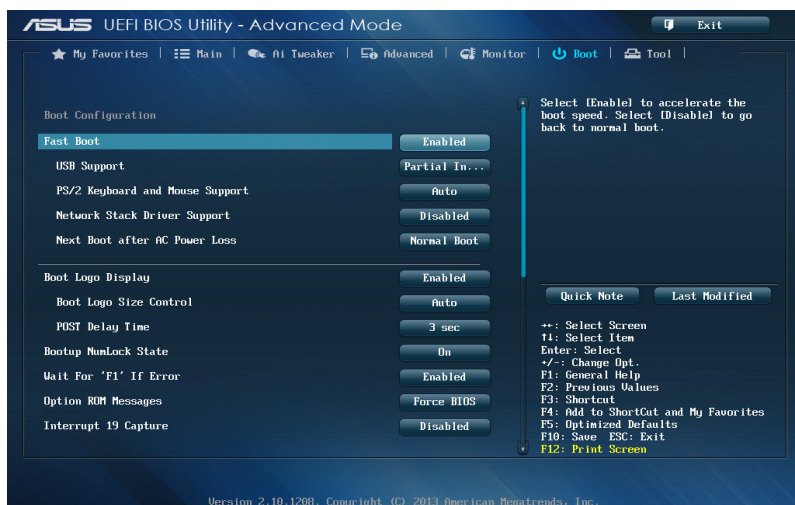 ASUS UEFI BIOS Utility - Advanced Mode
Exit
My Favorites | Main | Ai Tweaker | Advanced | Monitor | Boot | Tool |
Boot Configuration
Fast Boot Enabled
USB Support Partial In...
PS/2 Keyboard and Mouse Support Auto
Network Stack Driver Support Disabled
Next Boot after AC Power Loss Normal Boot
Boot Logo Display Enabled
Boot Logo Size Control Auto
POST Delay Time 3 sec
Bootup NumLock State On
Wait For 'F1' If Error Enabled
Option ROM Messages Force BIOS
Interrupt 19 Capture Disabled
Select [Enable] to accelerate the
boot speed. Select [Disable] to go
back to normal boot.
Quick Note Last Modified
→←: Select Screen
↑↓: Select Item
Enter: Select
+/-: Change Opt.
F1: General Help
F2: Previous Values
F3: Shortcut
F4: Add to ShortCut and My Favorites
F5: Optimized Defaults
F10: Save ESC: Exit
F12: Print Screen
Version 2.10.1208. Copyright (C) 2013 American Megatrends, Inc.